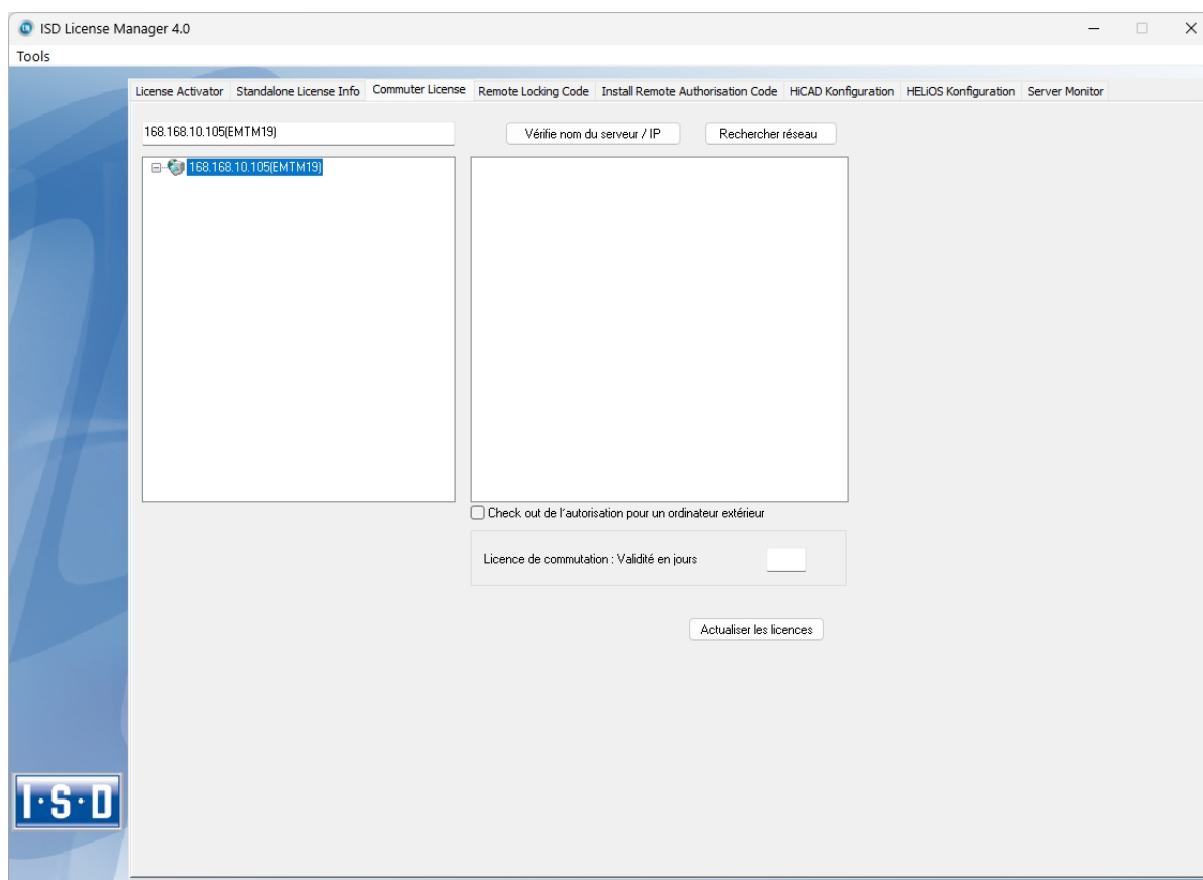 ISD License Manager 4.0
Tools
License Activator Standalone License Info Commuter License Remote Locking Code Install Remote Authorisation Code HiCAD Konfiguration HELiOS Konfiguration Server Monitor
168.168.10.105(EMTM19) Vérifie nom du serveur / IP Rechercher réseau
168.168.10.105(EMTM19)
Check out de l'autorisation pour un ordinateur extérieur
Licence de commutation : Validité en jours
Actualiser les licences
I·S·D